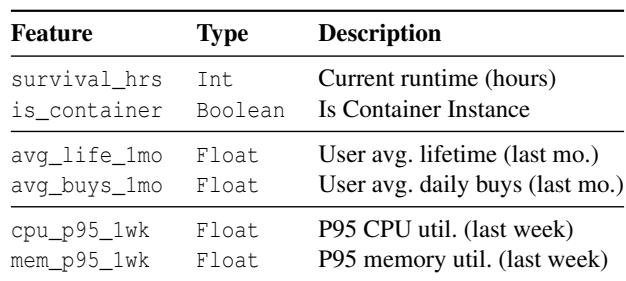 Feature Type Description
survival_hrs Int Current runtime (hours)
is_container Boolean Is Container Instance
avg_life_1mo Float User avg. lifetime (last mo.)
avg_buys_1mo Float User avg. daily buys (last mo.)
cpu_p95_1wk Float P95 CPU util. (last week)
mem_p95_1wk Float P95 memory util. (last week)